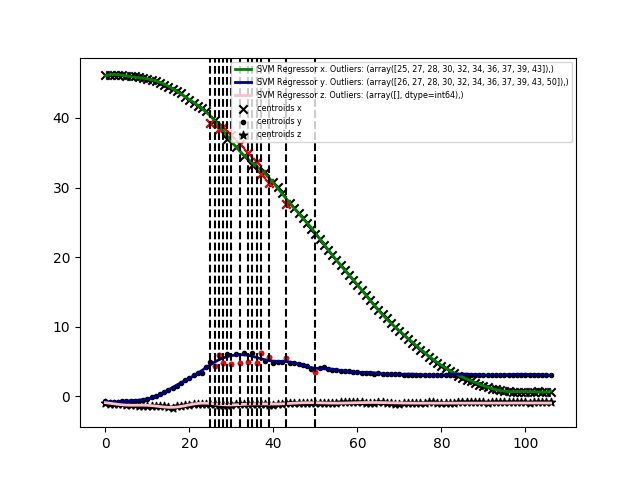 SVM Regressor x. Outliers: (array([25, 27, 28, 30, 32, 34, 36, 37, 39, 43]),)
SVM Regressor y. Outliers: (array([26, 27, 28, 30, 32, 34, 36, 37, 39, 43, 50]),)
SVM Regressor z. Outliers: (array([], dtype=int64),)
centroids x
centroids y
centroids z
40
30
20
10
0
0 20 40 60 80 100